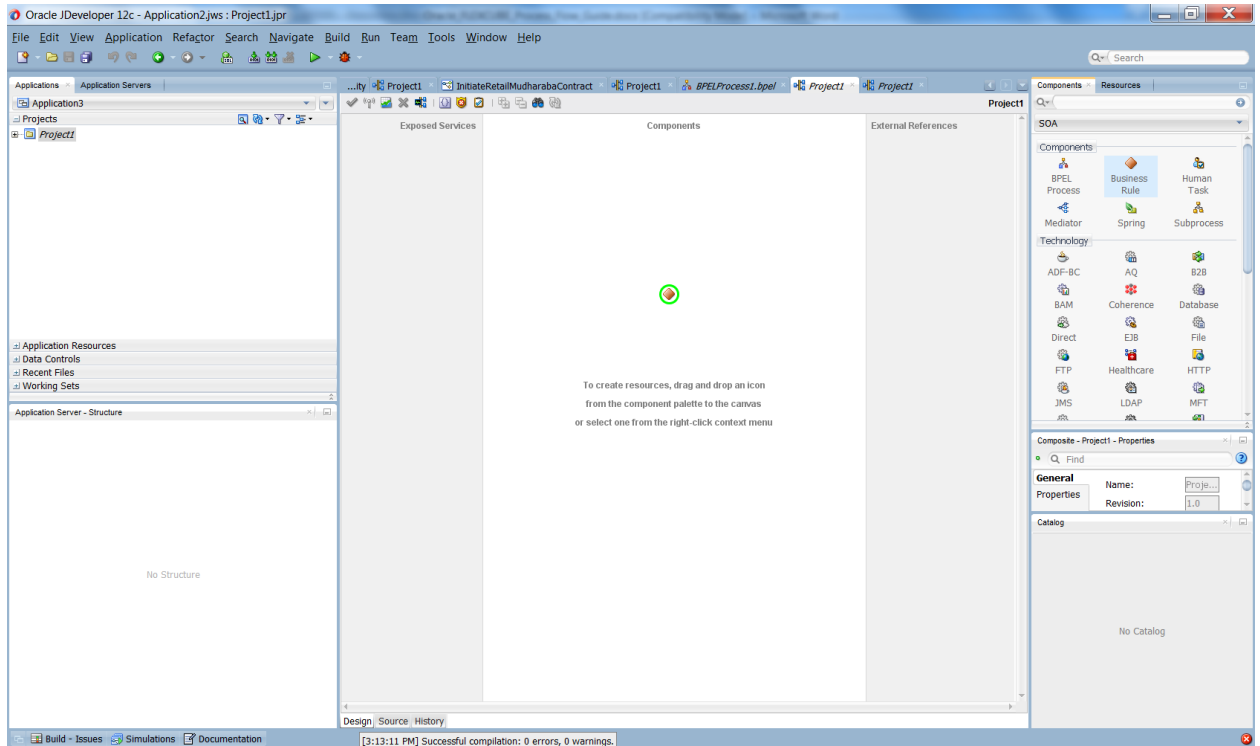 Oracle JDeveloper 12c - Application2.jws : Project1.jpr
File Edit View Application Refactor Search Navigate Build Run Team Tools Window Help
Search
Applications Application Servers
Application3
Projects
Project1
Application Resources
Data Controls
Recent Files
Working Sets
Application Server - Structure
No Structure
...ity Project1 InitiateRetailMudharabaContract Project1 BPELProcess1.bpel Project1 Project1
Project1
Exposed Services Components External References
To create resources, drag and drop an icon
from the component palette to the canvas
or select one from the right-click context menu
Design Source History
Components Resources
SOA
Components
BPEL Process Business Rule Human Task
Mediator Spring Subprocess
Technology
ADF-BC AQ B2B
BAM Coherence Database
Direct EJB File
FTP Healthcare HTTP
JMS LDAP MFT
Composite - Project1 - Properties
Find
General
Properties
Name: Proje...
Revision: 1.0
Catalog
No Catalog
Build - Issues Simulations Documentation
[3:13:11 PM] Successful compilation: 0 errors, 0 warnings.